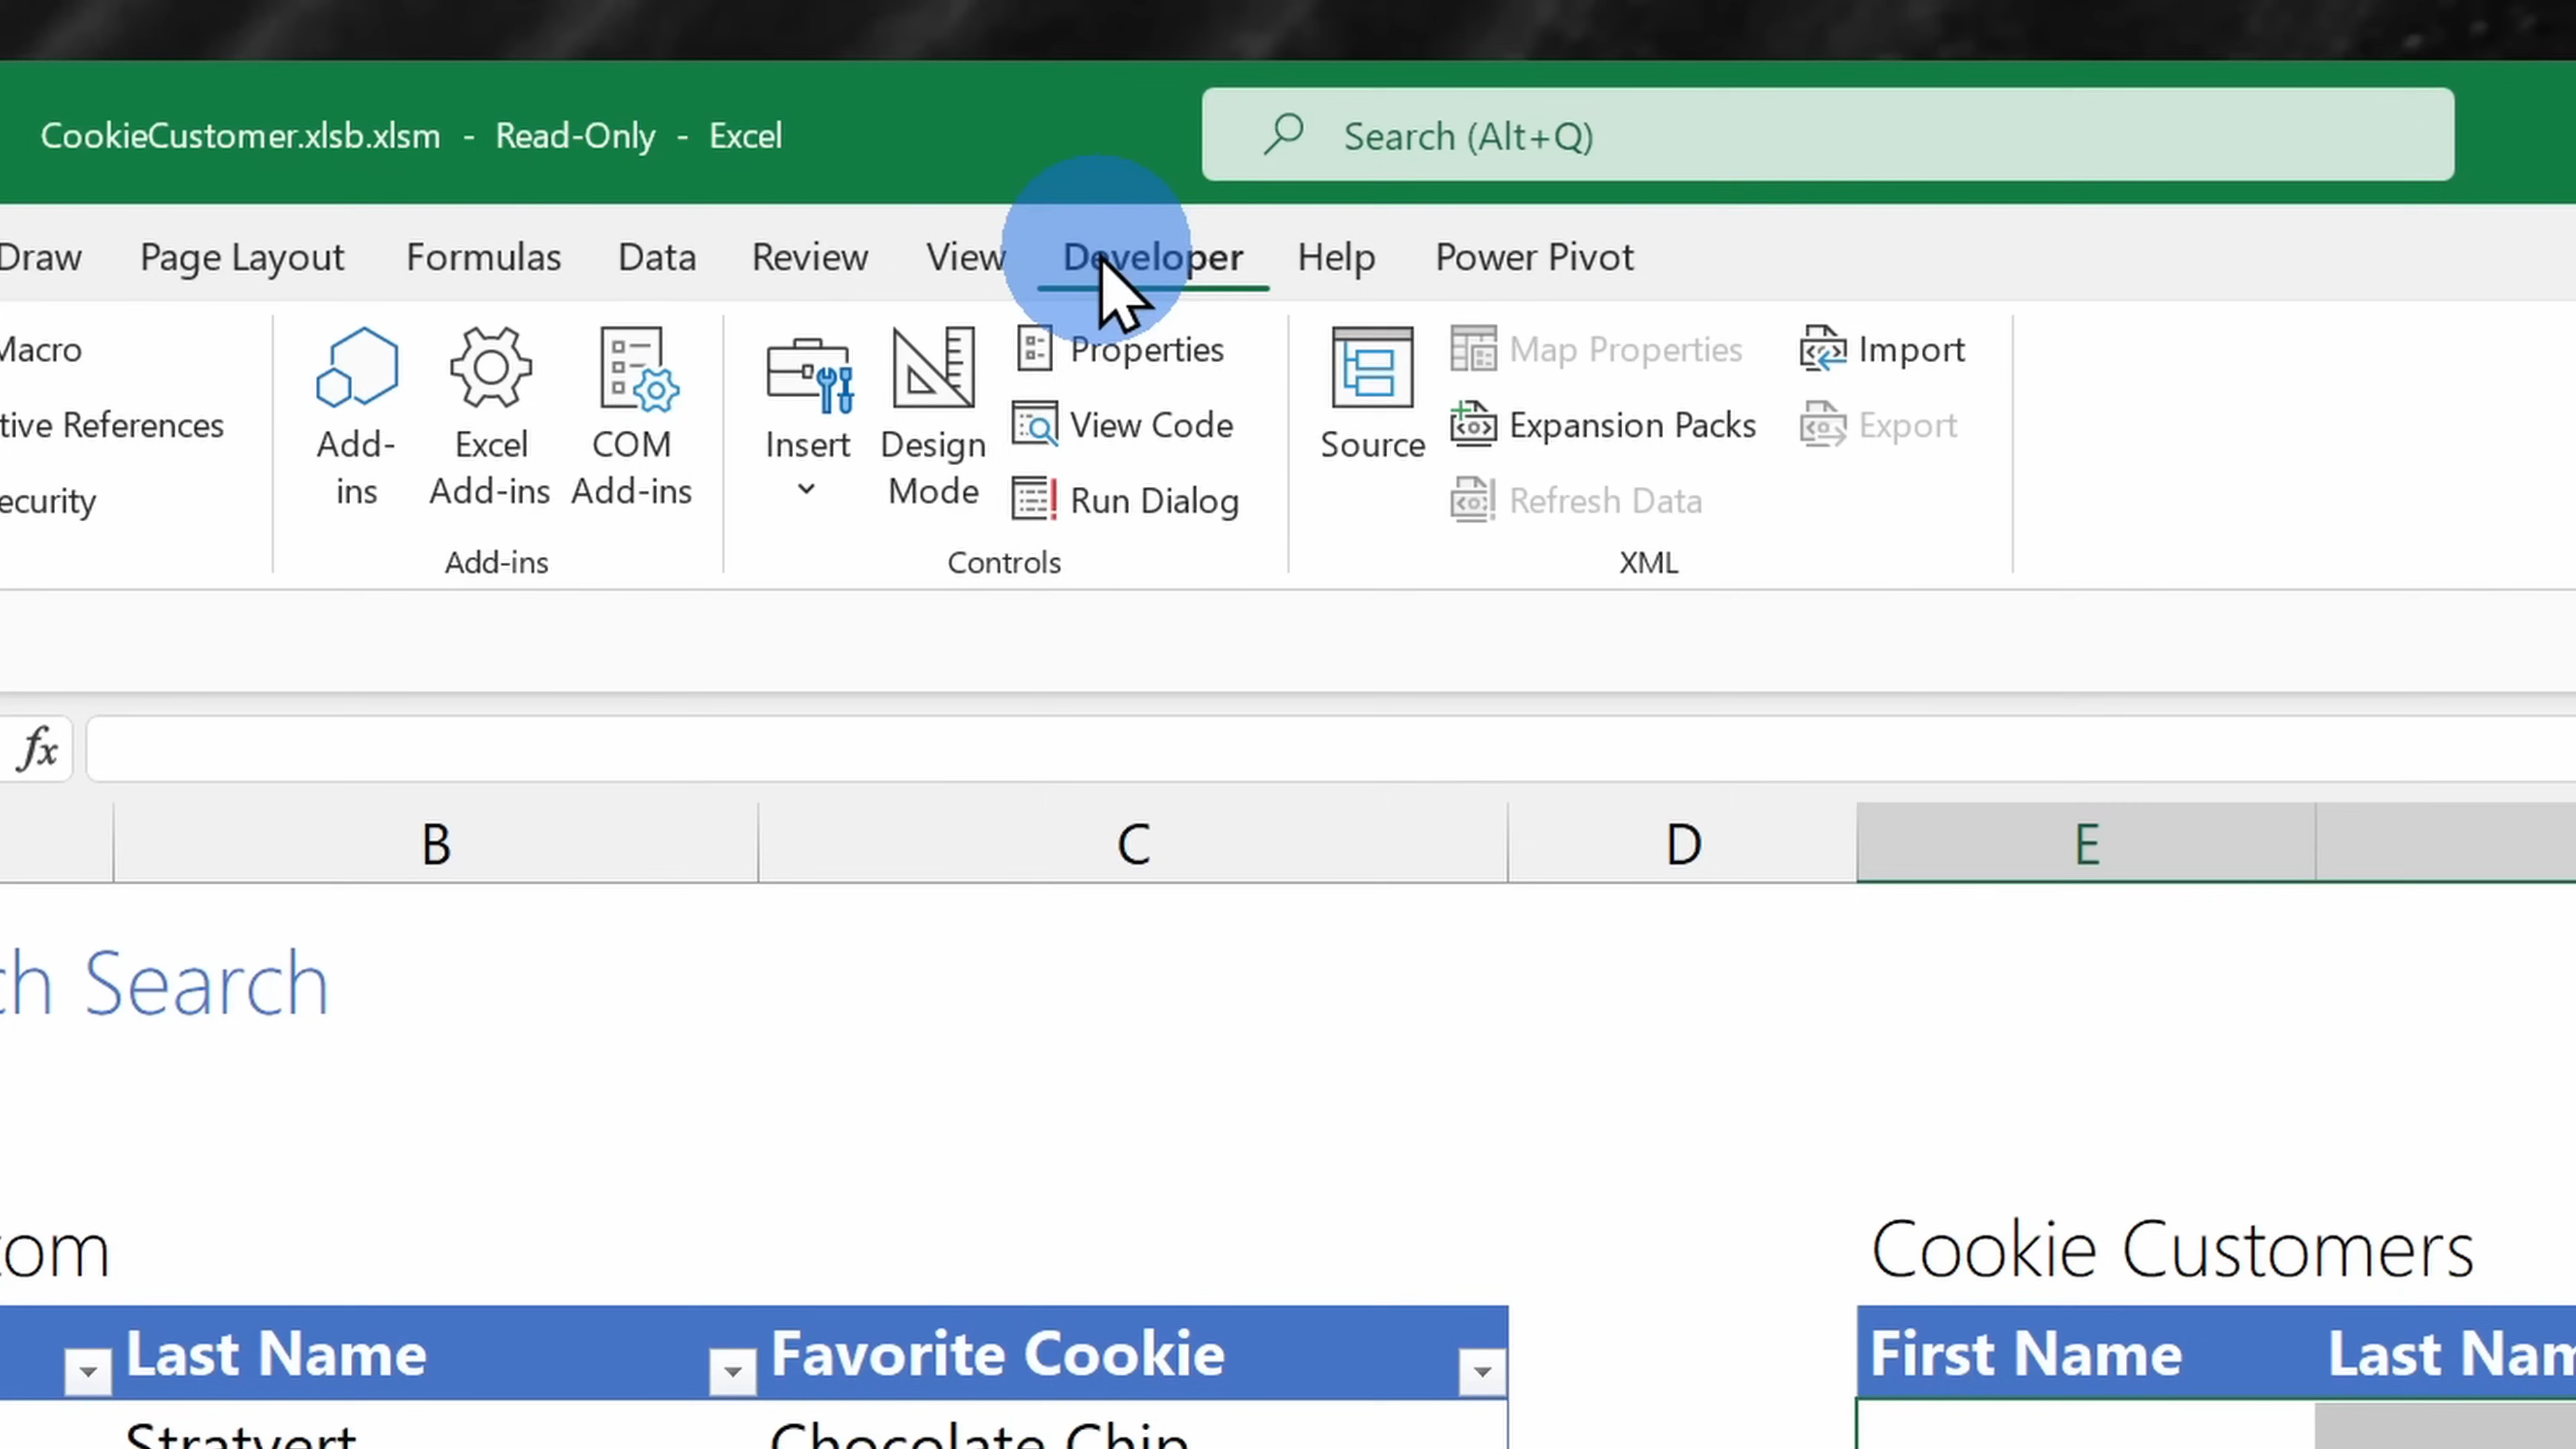 CookieCustomer.xlsb.xlsm - Read-Only - Excel
Search (Alt+Q)
Draw Page Layout Formulas Data Review View Developer Help Power Pivot
Macro
tive References
ecurity
Add-
ins
Excel
Add-ins
COM
Add-ins
Add-ins
Insert
Design
Mode
Properties
View Code
Run Dialog
Controls
Source
Map Properties
Expansion Packs
Refresh Data
Import
Export
XML
fx
B C D E
ch Search
tom
Cookie Customers
Last Name Favorite Cookie
First Name Last Nam
Stratvert Chocolate Chip